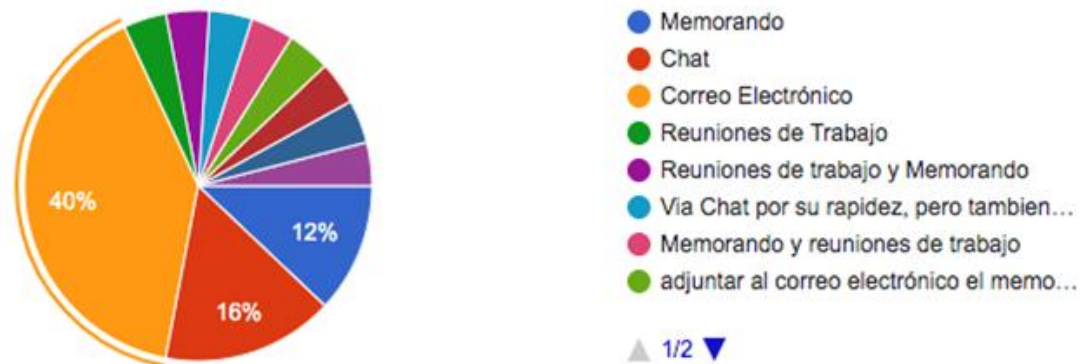 40%
12%
16%
Memorando
Chat
Correo Electrónico
Reuniones de Trabajo
Reuniones de trabajo y Memorando
Via Chat por su rapidez, pero tambien...
Memorando y reuniones de trabajo
adjuntar al correo electrónico el memo...
1/2